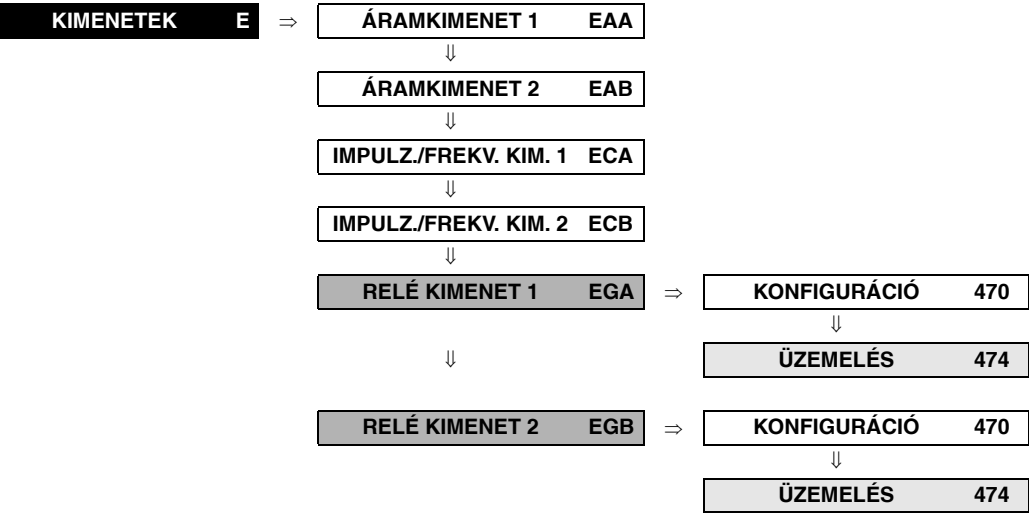 KIMENETEK E ⇒ ÁRAMKIMENET 1 EAA
⇓
ÁRAMKIMENET 2 EAB
⇓
IMPULZ./FREKV. KIM. 1 ECA
⇓
IMPULZ./FREKV. KIM. 2 ECB
⇓
RELÉ KIMENET 1 EGA ⇒ KONFIGURÁCIÓ 470
⇓
⇓ ÜZEMELÉS 474
RELÉ KIMENET 2 EGB ⇒ KONFIGURÁCIÓ 470
⇓
ÜZEMELÉS 474